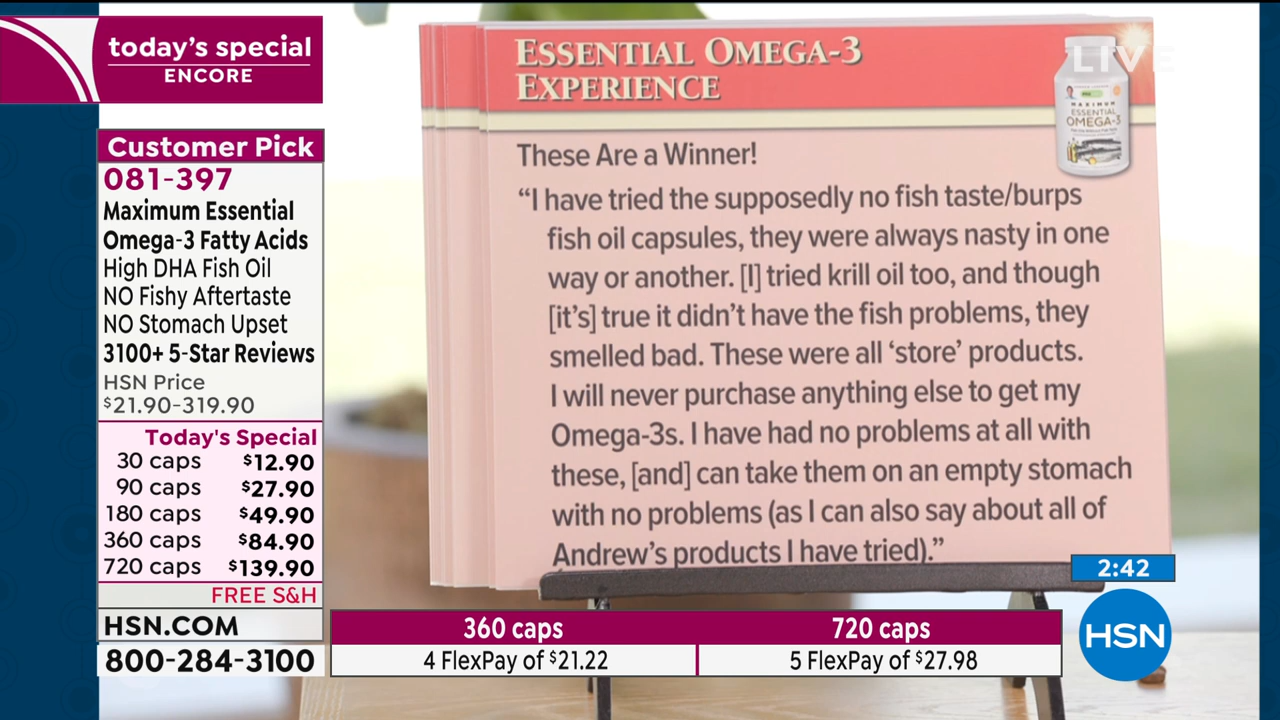 today's special
ENCORE
Customer Pick
081-397
Maximum Essential
Omega-3 Fatty Acids
High DHA Fish Oil
NO Fishy Aftertaste
NO Stomach Upset
3100+ 5-Star Reviews
HSN Price
$21.90-319.90
Today's Special
30 caps $12.90
90 caps $27.90
180 caps $49.90
360 caps $84.90
720 caps $139.90
FREE S&H
HSN.COM
800-284-3100
ESSENTIAL OMEGA-3
EXPERIENCE
LIVE
MAXIMUM
ESSENTIAL
OMEGA-3
These Are a Winner!
“I have tried the supposedly no fish taste/burps
fish oil capsules, they were always nasty in one
way or another. [I] tried krill oil too, and though
[it’s] true it didn’t have the fish problems, they
smelled bad. These were all ‘store’ products.
I will never purchase anything else to get my
Omega-3s. I have had no problems at all with
these, [and] can take them on an empty stomach
with no problems (as I can also say about all of
Andrew’s products I have tried).”
2:42
HSN
360 caps
4 FlexPay of $21.22
720 caps
5 FlexPay of $27.98